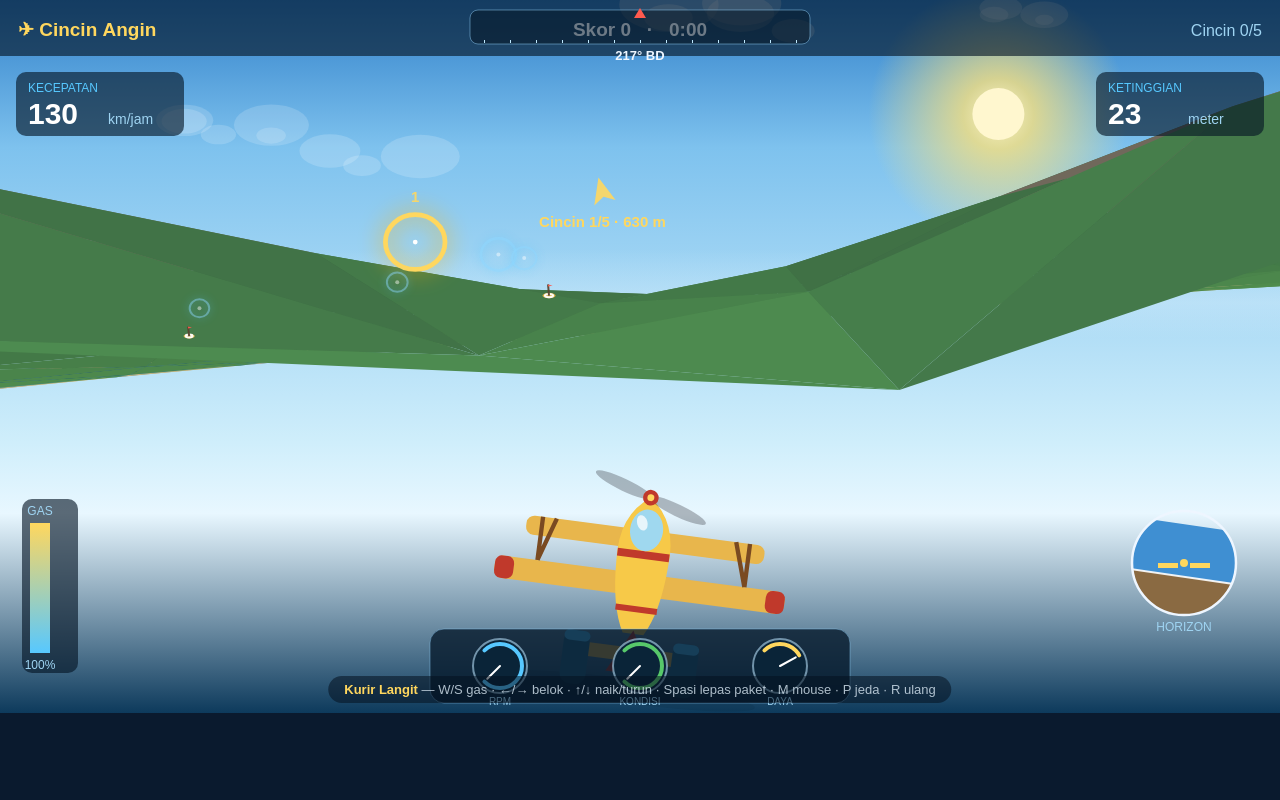 ✈ Cincin Angin
Skor 0 · 0:00
Cincin 0/5
217° BD
KECEPATAN
130 km/jam
KETINGGIAN
23 meter
1
Cincin 1/5 · 630 m
GAS
100%
HORIZON
Kurir Langit — W/S gas · ←/→ belok · ↑/↓ naik/turun · Spasi lepas paket · M mouse · P jeda · R ulang
RPM
KONDISI
DAYA